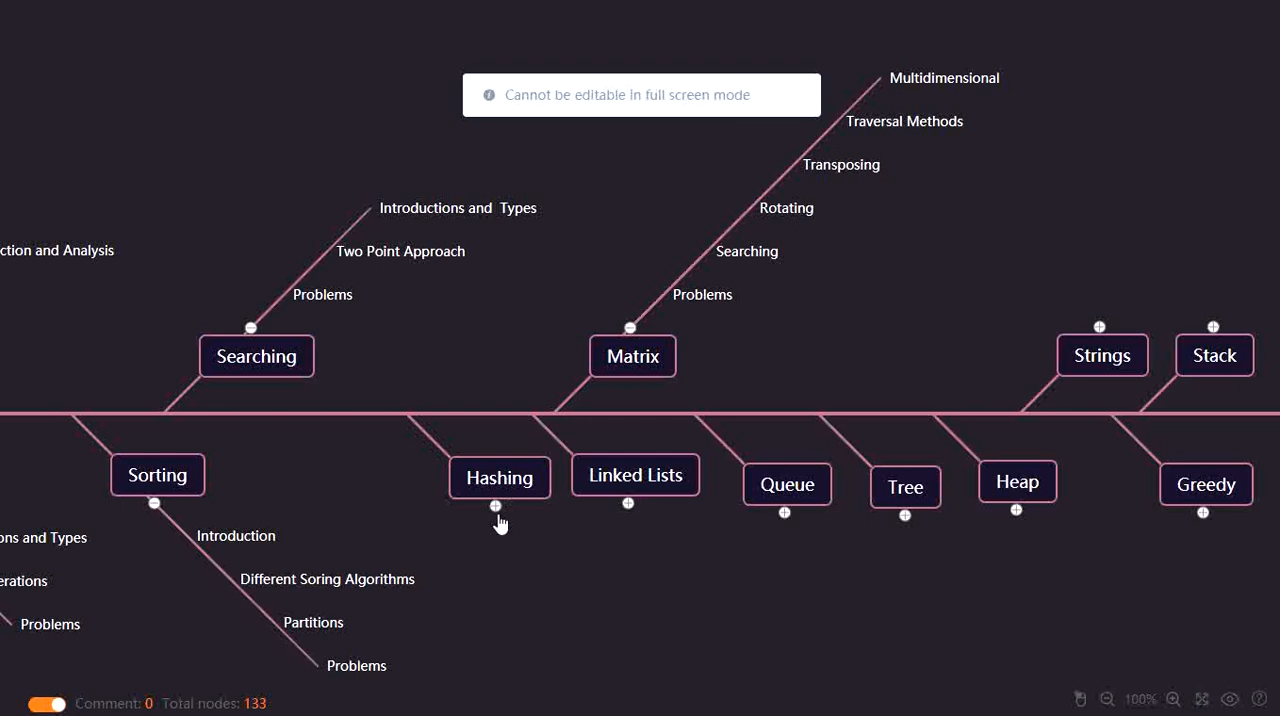 Multidimensional
Cannot be editable in full screen mode
Traversal Methods
Transposing
Introductions and Types
Rotating
ction and Analysis
Two Point Approach
Searching
Problems
Problems
Searching
Matrix
Strings
Stack
Sorting
Hashing
Linked Lists
Queue
Tree
Heap
Greedy
ons and Types
Introduction
erations
Different Soring Algorithms
Problems
Partitions
Problems
Comment: 0 Total nodes: 133
100%